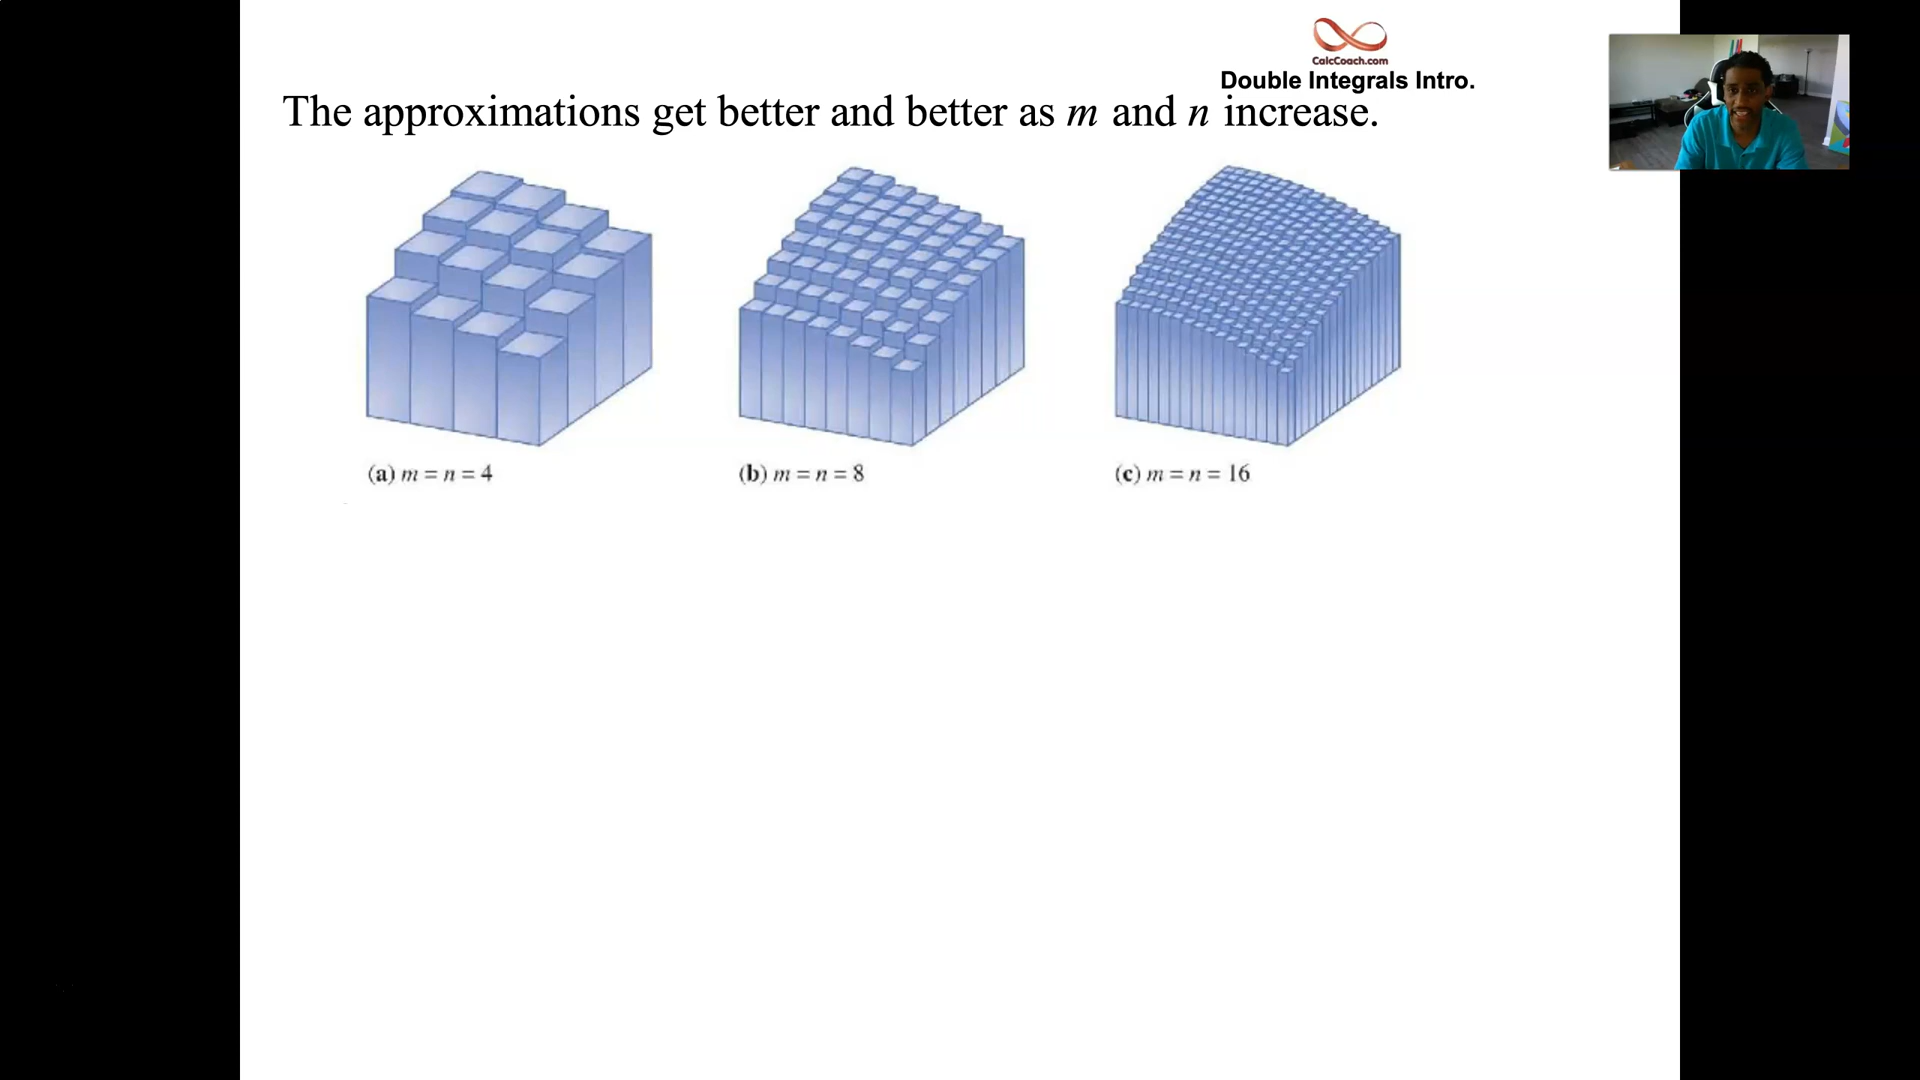 CalcCoach.com
Double Integrals Intro.
The approximations get better and better as m and n increase.
(a) m = n = 4
(b) m = n = 8
(c) m = n = 16